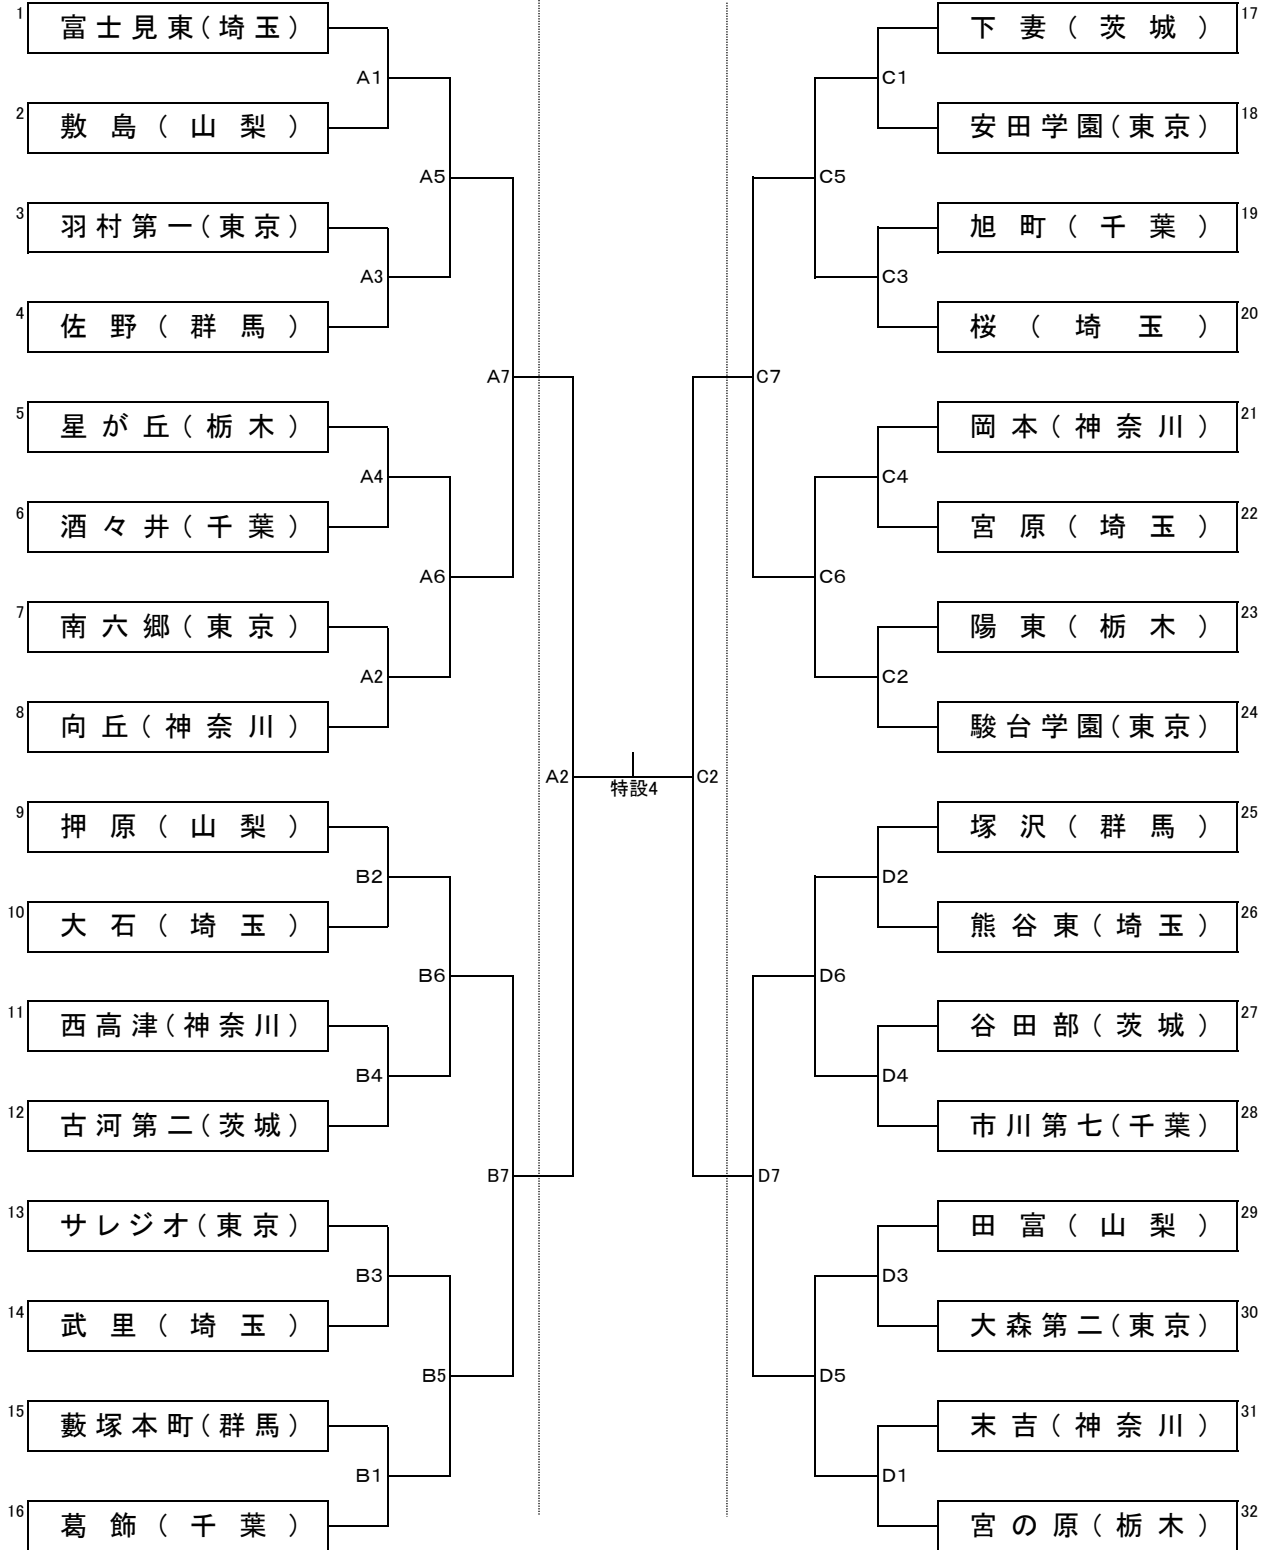 1 富士見東(埼玉)
A1
2 敷島(山梨)
A5
3 羽村第一(東京)
A3
4 佐野(群馬)
A7
5 星が丘(栃木)
A4
6 酒々井(千葉)
A6
7 南六郷(東京)
A2
8 向丘(神奈川)
A2
9 押原(山梨)
B2
10 大石(埼玉)
B6
11 西高津(神奈川)
B4
12 古河第二(茨城)
B7
13 サレジオ(東京)
B3
14 武里(埼玉)
B5
15 藪塚本町(群馬)
B1
16 葛飾(千葉)
特設4
下妻(茨城) 17
C1
安田学園(東京) 18
C5
旭町(千葉) 19
C3
桜(埼玉) 20
C7
岡本(神奈川) 21
C4
宮原(埼玉) 22
C6
陽東(栃木) 23
C2
駿台学園(東京) 24
C2
塚沢(群馬) 25
D2
熊谷東(埼玉) 26
D6
谷田部(茨城) 27
D4
市川第七(千葉) 28
D7
田富(山梨) 29
D3
大森第二(東京) 30
D5
末吉(神奈川) 31
D1
宮の原(栃木) 32